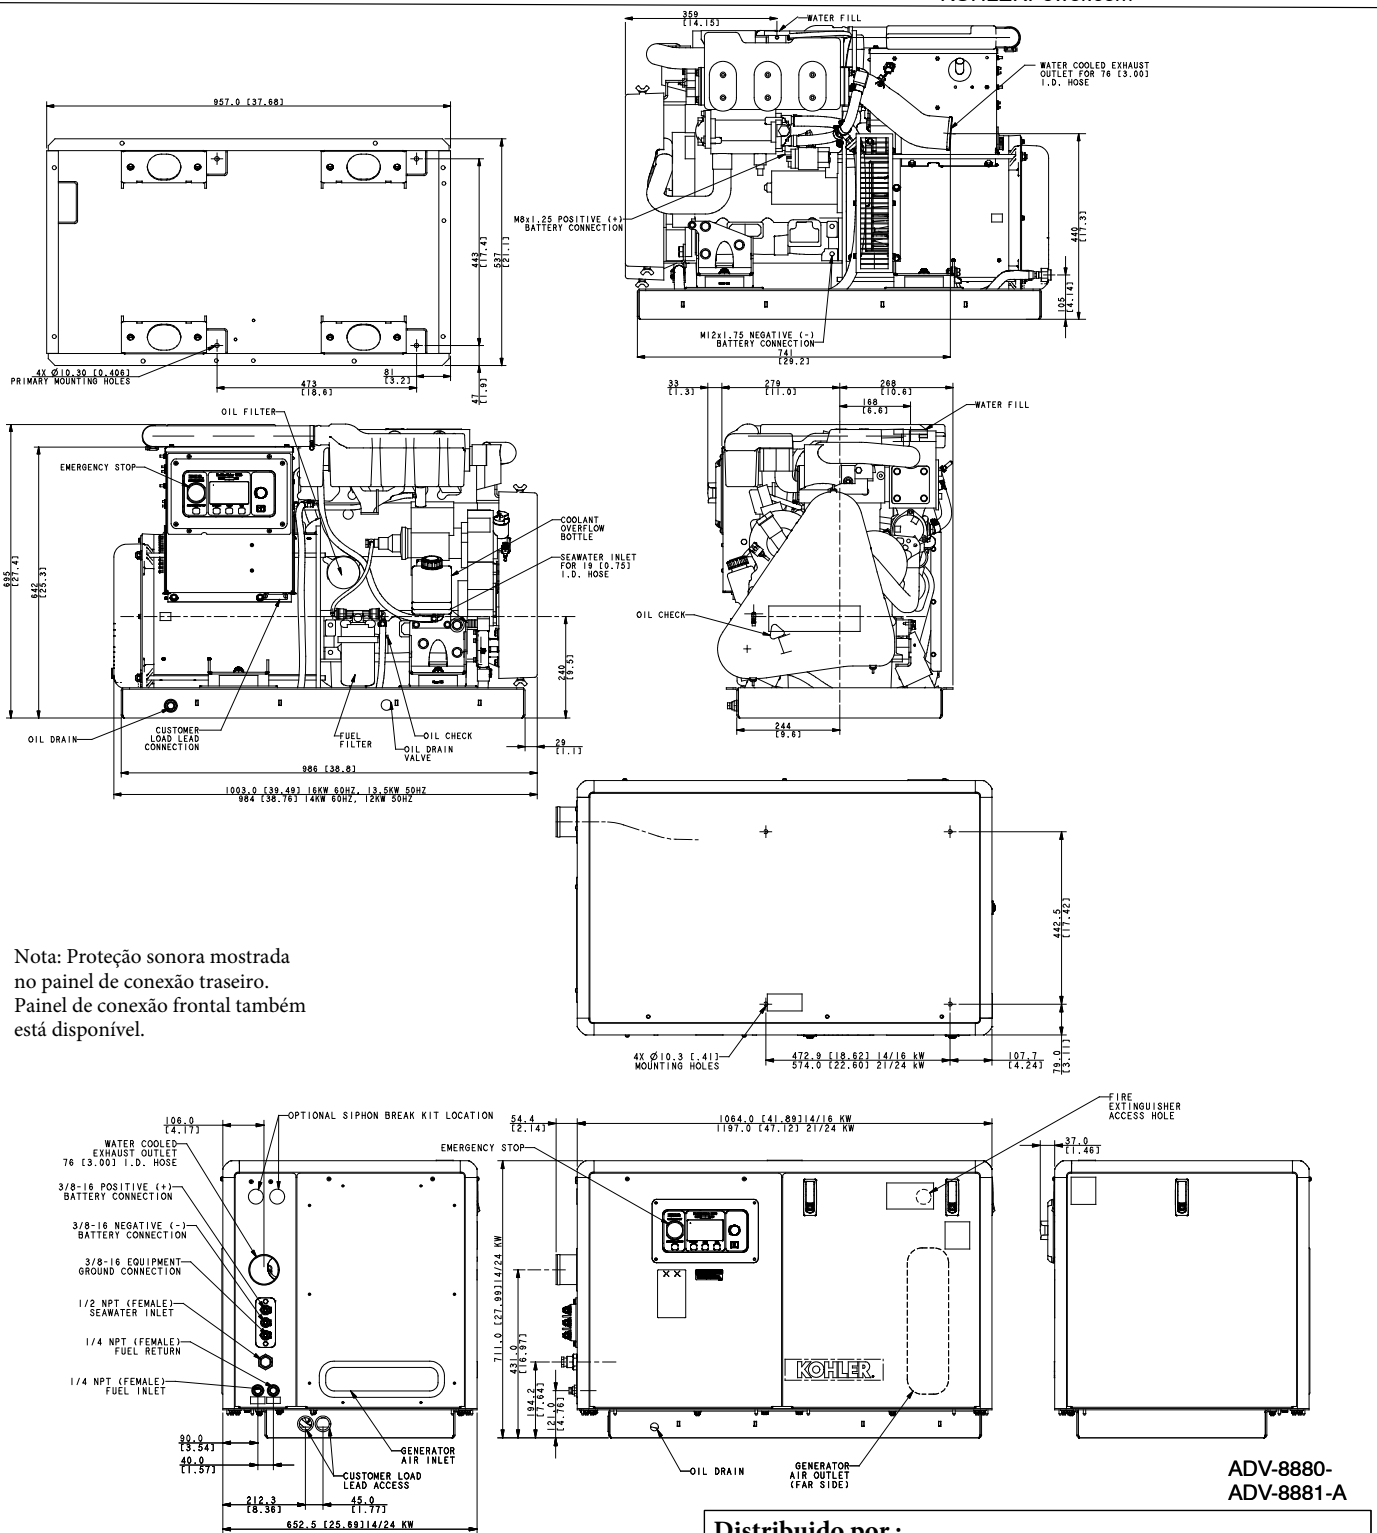 359
[14.15]
WATER FILL
WATER COOLED EXHAUST
OUTLET FOR 76 [3.00]
I.D. HOSE
957.0 [37.68]
443
[17.4]
537
[21.1]
M8x1.25 POSITIVE (+)
BATTERY CONNECTION
440
[17.3]
105
[4.14]
M12x1.75 NEGATIVE (-)
BATTERY CONNECTION
741
[29.2]
4X Ø10.30 [0.406]
PRIMARY MOUNTING HOLES
473
[18.6]
81
[3.2]
47
[1.9]
33
[1.3]
279
[11.0]
268
[10.6]
168
[6.6]
WATER FILL
OIL FILTER
EMERGENCY STOP
COOLANT
OVERFLOW
BOTTLE
SEAWATER INLET
FOR 19 [0.75]
I.D. HOSE
695
[27.4]
642
[25.3]
240
[9.5]
OIL CHECK
244
[9.6]
OIL DRAIN
CUSTOMER
LOAD LEAD
CONNECTION
FUEL
FILTER
OIL CHECK
OIL DRAIN
VALVE
29
[1.1]
986 [38.8]
1003.0 [39.49] 16KW 60HZ, 13.5KW 50HZ
984 [38.76] 14KW 60HZ, 12KW 50HZ
442.5
[17.42]
Nota: Proteção sonora mostrada
no painel de conexão traseiro.
Painel de conexão frontal também
está disponível.
4X Ø10.3 [.41]
MOUNTING HOLES
472.9 [18.62] 14/16 kW
574.0 [22.60] 21/24 kW
107.7
[4.24]
79.0
[3.11]
106.0
[4.17]
OPTIONAL SIPHON BREAK KIT LOCATION
WATER COOLED
EXHAUST OUTLET
76 [3.00] I.D. HOSE
3/8-16 POSITIVE (+)
BATTERY CONNECTION
3/8-16 NEGATIVE (-)
BATTERY CONNECTION
3/8-16 EQUIPMENT
GROUND CONNECTION
1/2 NPT (FEMALE)
SEAWATER INLET
1/4 NPT (FEMALE)
FUEL RETURN
1/4 NPT (FEMALE)
FUEL INLET
90.0
[3.54]
40.0
[1.57]
212.3
[8.36]
45.0
[1.77]
652.5 [25.69]14/24 KW
GENERATOR
AIR INLET
CUSTOMER LOAD
LEAD ACCESS
54.4
[2.14]
1064.0 [41.89]14/16 KW
1197.0 [47.12] 21/24 KW
EMERGENCY STOP
FIRE
EXTINGUISHER
ACCESS HOLE
37.0
[1.46]
711.0 [27.99]14/24 KW
431.0
[16.97]
194.2
[7.64]
121.0
[4.76]
KOHLER.
OIL DRAIN
GENERATOR
AIR OUTLET
(FAR SIDE)
ADV-8880-
ADV-8881-A
Distribuido por :